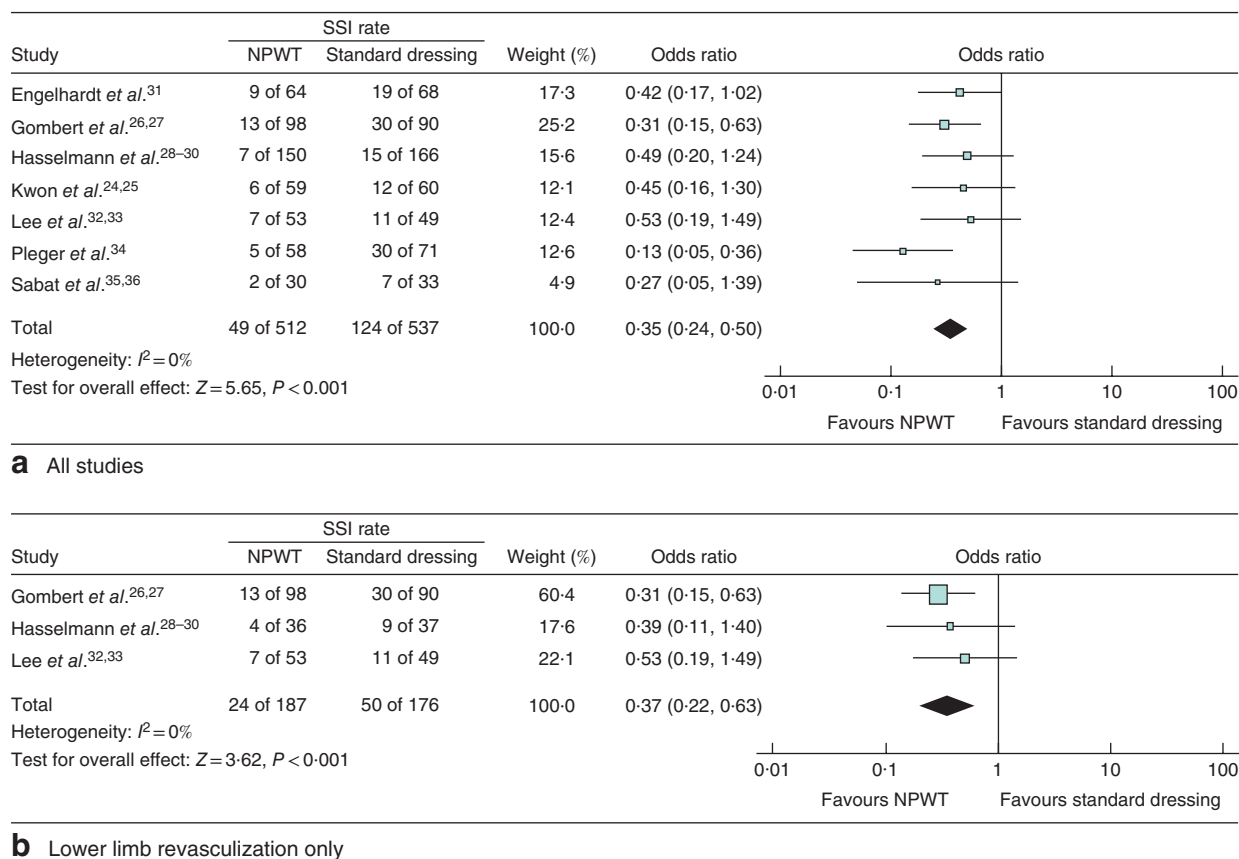 SSI rate
Study NPWT Standard dressing Weight (%) Odds ratio Odds ratio
Engelhardt et al.31 9 of 64 19 of 68 17·3 0·42 (0·17, 1·02)
Gombert et al.26,27 13 of 98 30 of 90 25·2 0·31 (0·15, 0·63)
Hasselmann et al.28–30 7 of 150 15 of 166 15·6 0·49 (0·20, 1·24)
Kwon et al.24,25 6 of 59 12 of 60 12·1 0·45 (0·16, 1·30)
Lee et al.32,33 7 of 53 11 of 49 12·4 0·53 (0·19, 1·49)
Pleger et al.34 5 of 58 30 of 71 12·6 0·13 (0·05, 0·36)
Sabat et al.35,36 2 of 30 7 of 33 4·9 0·27 (0·05, 1·39)
Total 49 of 512 124 of 537 100·0 0·35 (0·24, 0·50)
Heterogeneity: I2 = 0%
Test for overall effect: Z = 5.65, P < 0.001
0·01 0·1 1 10 100
Favours NPWT Favours standard dressing
a All studies
SSI rate
Study NPWT Standard dressing Weight (%) Odds ratio Odds ratio
Gombert et al.26,27 13 of 98 30 of 90 60·4 0·31 (0·15, 0·63)
Hasselmann et al.28–30 4 of 36 9 of 37 17·6 0·39 (0·11, 1·40)
Lee et al.32,33 7 of 53 11 of 49 22·1 0·53 (0.19, 1·49)
Total 24 of 187 50 of 176 100·0 0·37 (0·22, 0·63)
Heterogeneity: I2 = 0%
Test for overall effect: Z = 3·62, P < 0·001
0·01 0·1 1 10 100
Favours NPWT Favours standard dressing
b Lower limb revasculization only